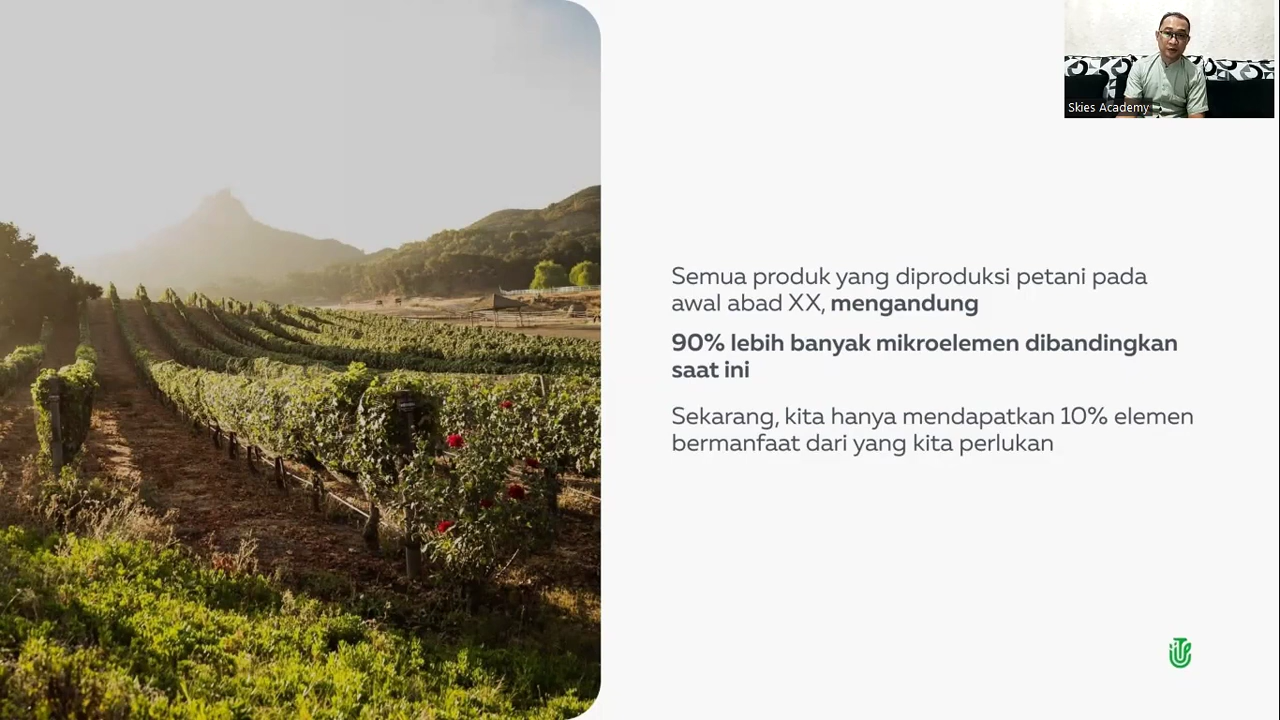 Skies Academy
Semua produk yang diproduksi petani pada
awal abad XX, mengandung
90% lebih banyak mikroelemen dibandingkan
saat ini
Sekarang, kita hanya mendapatkan 10% elemen
bermanfaat dari yang kita perlukan